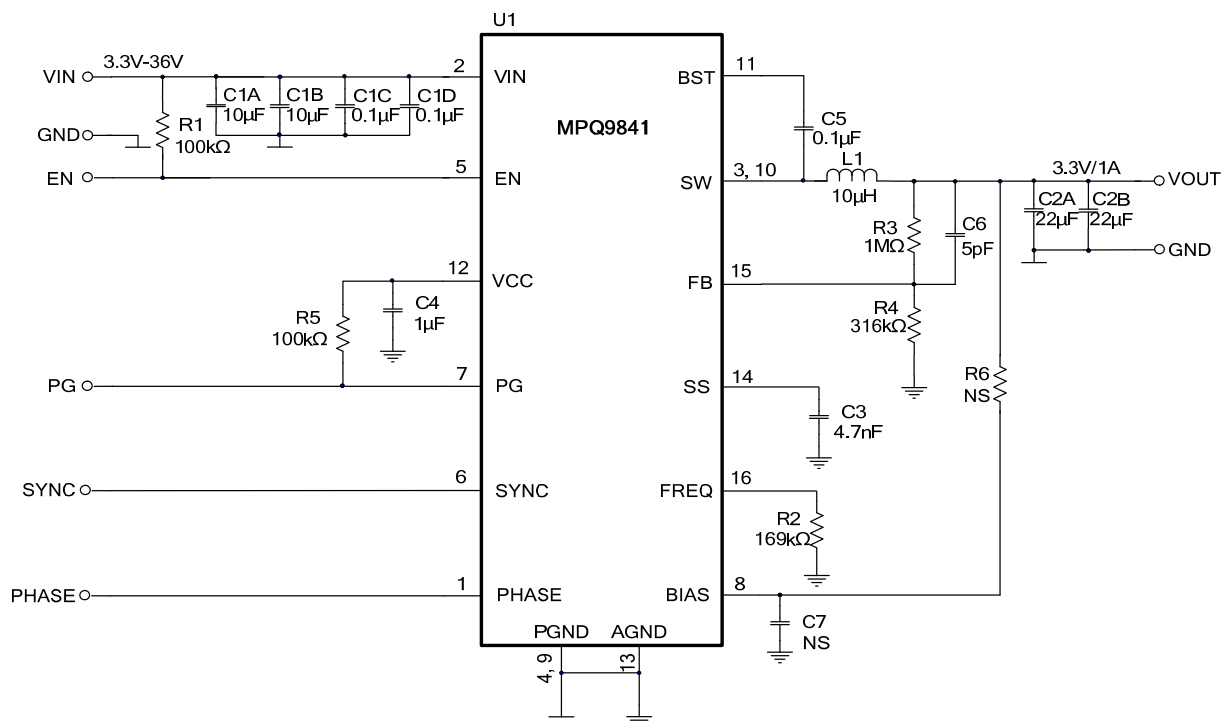 U1
MPQ9841
VIN
3.3V-36V
2
VIN
C1A
10µF
C1B
10µF
C1C
0.1µF
C1D
0.1µF
GND
R1
100kΩ
EN
5
EN
12
VCC
R5
100kΩ
C4
1µF
PG
7
PG
SYNC
6
SYNC
PHASE
1
PHASE
PGND
4, 9
AGND
13
BST
11
C5
0.1µF
SW
3, 10
L1
10µH
3.3V/1A
VOUT
C2A
22µF
C2B
22µF
GND
R3
1MΩ
C6
5pF
FB
15
R4
316kΩ
SS
14
C3
4.7nF
R6
NS
FREQ
16
R2
169kΩ
BIAS
8
C7
NS